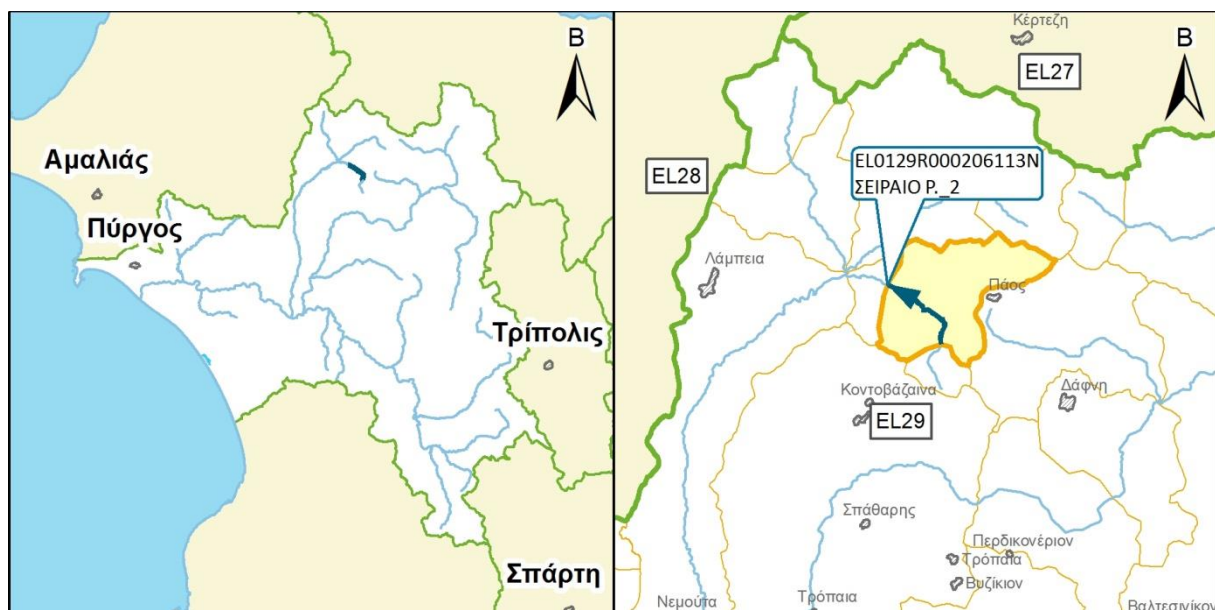 Β
Αμαλιάς
Πύργος
Τρίπολις
Σπάρτη
Κέρτεζη
EL27
Β
EL28
EL0129R000206113N
ΣΕΙΡΑΙΟ Ρ._2
Λάμπεια
Πάος
Κοντοβάζαινα
EL29
Δάφνη
Σπάθαρης
Περδικονέριον
Τρόπαια
Βυζίκιον
Νεμούτα
Τρόπαια
Βαλτεσινίκον